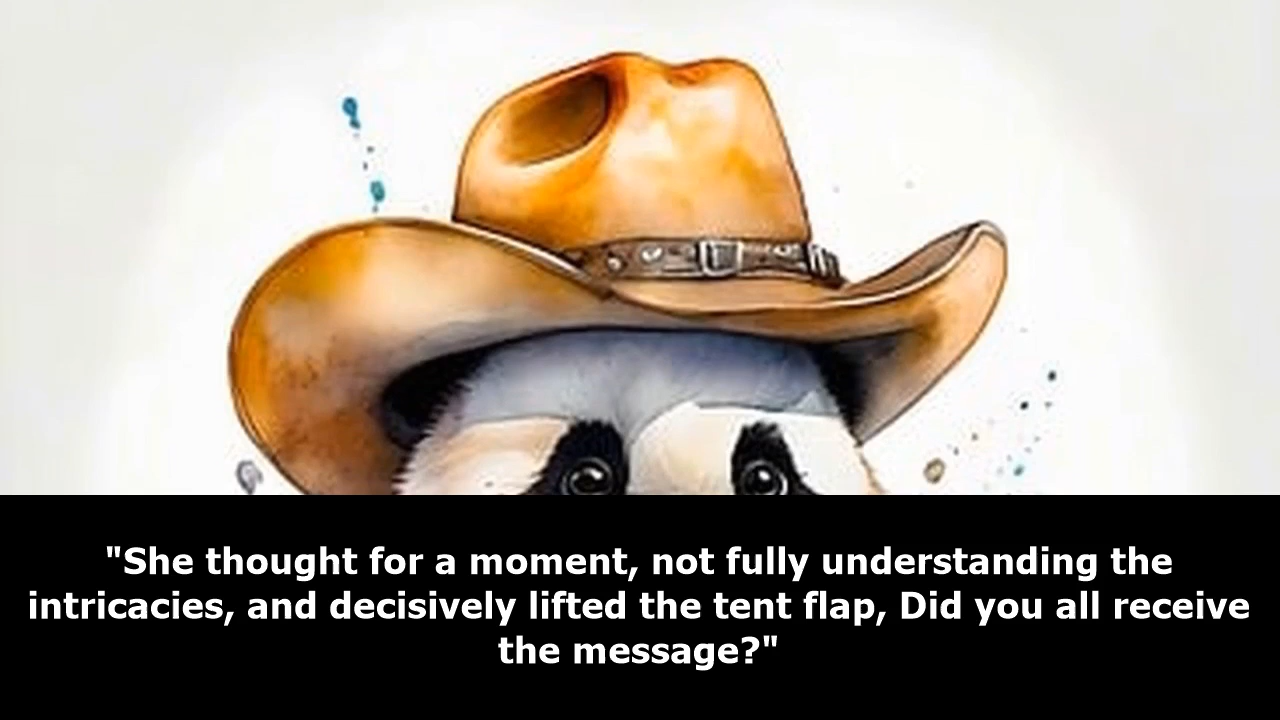 "She thought for a moment, not fully understanding the
intricacies, and decisively lifted the tent flap, Did you all receive
the message?"